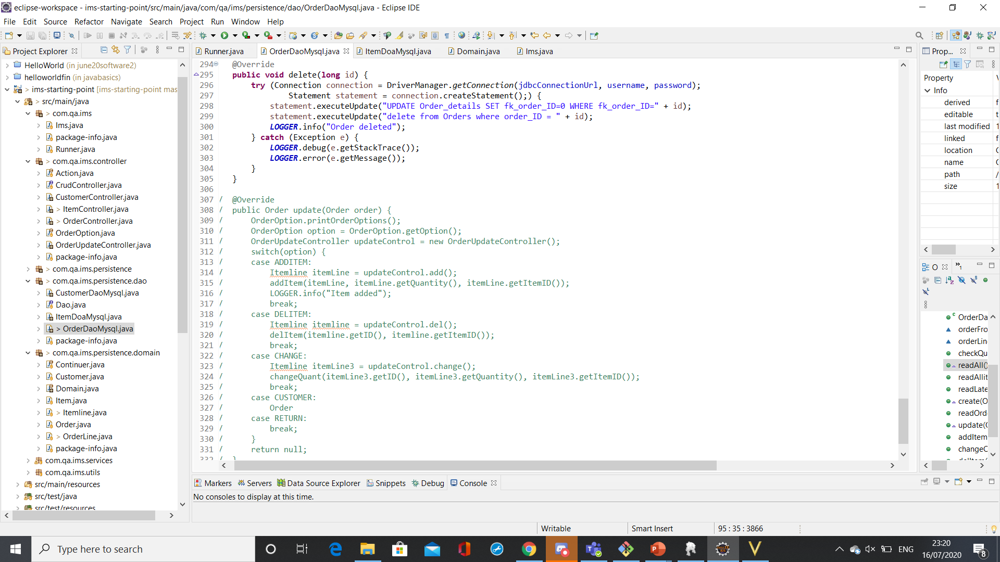 eclipse-workspace - ims-starting-point/src/main/java/com/qa/ims/persistence/dao/OrderDaoMysql.java - Eclipse IDE
File Edit Source Refactor Navigate Search Project Run Window Help
Project Explorer
HelloWorld (in june20software2)
helloworldfin (in javabasics)
> ims-starting-point [ims-starting-point mas
> src/main/java
> com.qa.ims
Ims.java
package-info.java
Runner.java
> com.qa.ims.controller
Action.java
CrudController.java
CustomerController.java
> ItemController.java
> OrderController.java
OrderOption.java
OrderUpdateController.java
package-info.java
> com.qa.ims.persistence
> com.qa.ims.persistence.dao
CustomerDaoMysql.java
Dao.java
ItemDoaMysql.java
> OrderDaoMysql.java
package-info.java
> com.qa.ims.persistence.domain
Continuer.java
Customer.java
Domain.java
Item.java
> Itemline.java
Order.java
> OrderLine.java
package-info.java
com.qa.ims.services
com.qa.ims.utils
src/main/resources
src/test/java
src/test/resources
Runner.java OrderDaoMysql.java ItemDoaMysql.java Domain.java Ims.java
294 @Override
295 public void delete(long id) {
296 try (Connection connection = DriverManager.getConnection(jdbcConnectionUrl, username, password);
297 Statement statement = connection.createStatement();) {
298 statement.executeUpdate("UPDATE Order_details SET fk_order_ID=0 WHERE fk_order_ID=" + id);
299 statement.executeUpdate("delete from Orders where order_ID = " + id);
300 LOGGER.info("Order deleted");
301 } catch (Exception e) {
302 LOGGER.debug(e.getStackTrace());
303 LOGGER.error(e.getMessage());
304 }
305 }
306
307 / @Override
308 / public Order update(Order order) {
309 / OrderOption.printOrderOptions();
310 / OrderOption option = OrderOption.getOption();
311 / OrderUpdateController updateControl = new OrderUpdateController();
312 / switch(option) {
313 / case ADDITEM:
314 / Itemline itemLine = updateControl.add();
315 / addItem(itemLine, itemLine.getQuantity(), itemLine.getItemID());
316 / LOGGER.info("Item added");
317 / break;
318 / case DELITEM:
319 / Itemline itemline = updateControl.del();
320 / delItem(itemline.getID(), itemline.getItemID());
321 / break;
322 / case CHANGE:
323 / Itemline itemLine3 = updateControl.change();
324 / changeQuant(itemLine3.getID(), itemLine3.getQuantity(), itemLine3.getItemID());
325 / break;
326 / case CUSTOMER:
327 / Order
328 / case RETURN:
329 / break;
330 / }
331 / return null;
332 / }
Prop...
Property V
Info
derived f
editable t
last modified 1
linked f
location C
name C
path /
size 1
O »1
OrderDa
orderFro
orderLin
checkQu
readAll()
readAllit
readLate
create(O
readOrd
update(C
addItem
changeC
delItem(
Markers Servers Data Source Explorer Snippets Debug Console
No consoles to display at this time.
Writable Smart Insert 95 : 35 : 3866
Type here to search
ENG
23:20
16/07/2020
8